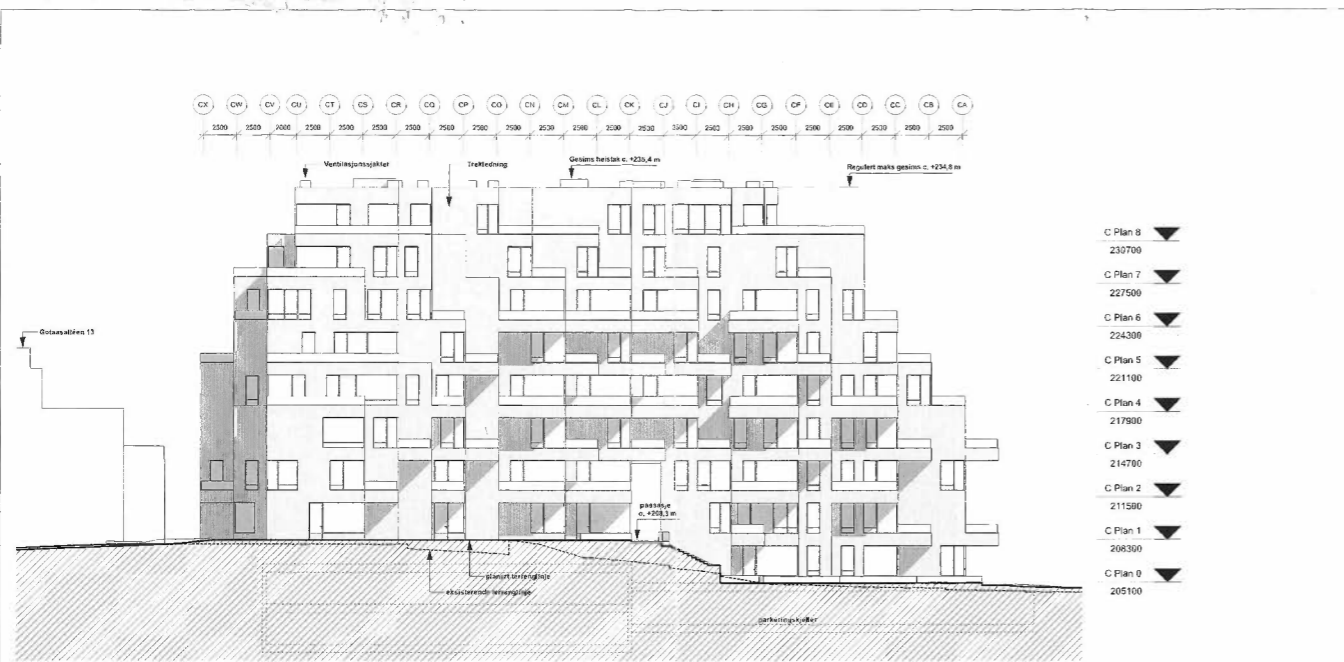 CX CW CV CU CT CS CR CQ CP CO CN CM CL CK CJ CI CH CG CF CE CD CC CB CA
2500 2500 2000 2500 2500 2500 2500 2500 2500 2500 2500 2500 2500 2500 2500 2500 2500 2500 2500 2500 2500 2500 2500
Ventilasjonssjakter
Trekledning
Gesims heistak c. +235,4 m
Regulert maks gesims c. +234,8 m
C Plan 8
230700
C Plan 7
227500
C Plan 6
224300
Gotaasalléen 13
C Plan 5
221100
C Plan 4
217900
C Plan 3
214700
C Plan 2
211500
passasje
c. +208,3 m
C Plan 1
208300
C Plan 0
205100
planert terrenglinje
eksisterende terrenglinje
parkeringskjeller